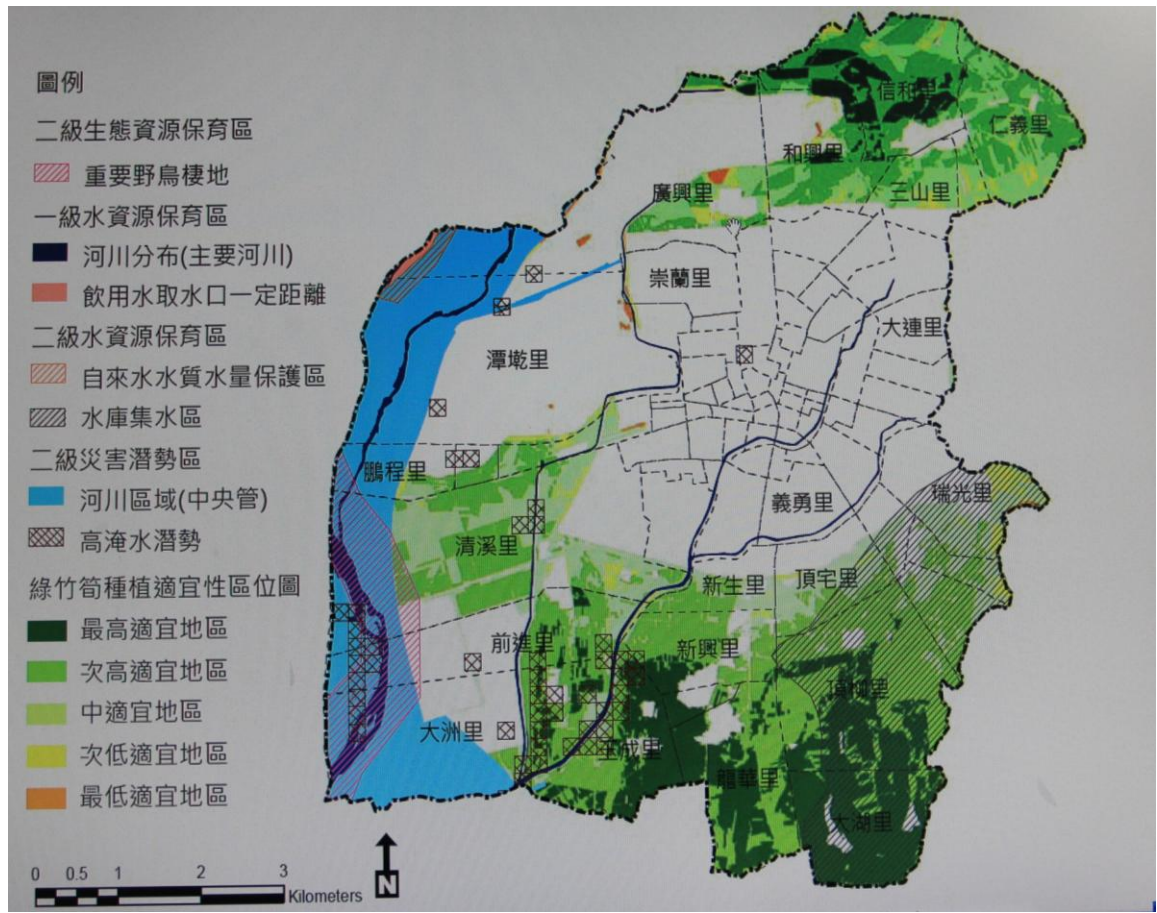 圖例
二級生態資源保育區
重要野鳥棲地
一級水資源保育區
河川分布(主要河川)
飲用水取水口一定距離
二級水資源保育區
自來水水質水量保護區
水庫集水區
二級災害潛勢區
河川區域(中央管)
高淹水潛勢
綠竹筍種植適宜性區位圖
最高適宜地區
次高適宜地區
中適宜地區
次低適宜地區
最低適宜地區
0 0.5 1 2 3
Kilometers
N
信和里
仁義里
和興里
三山里
廣興里
崇蘭里
大連里
潭墘里
鵬程里
義勇里
瑞光里
清溪里
新生里
頂宅里
前進里
新興里
頂柳里
大洲里
王成里
龍華里
大湖里